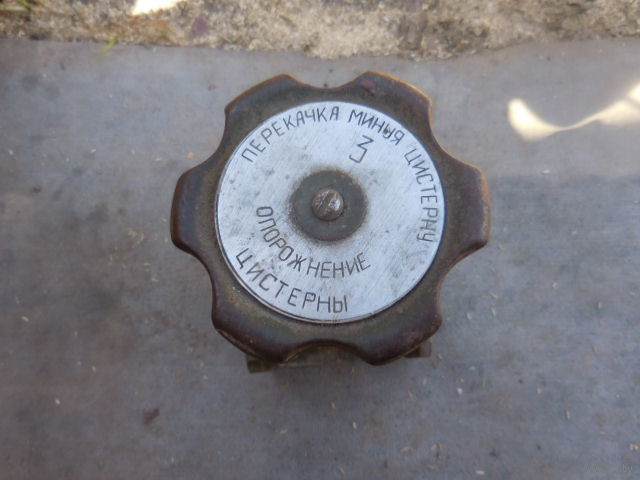 ПЕРЕКАЧКА МИНУЯ ЦИСТЕРНУ
3
ОПОРОЖНЕНИЕ
ЦИСТЕРНЫ